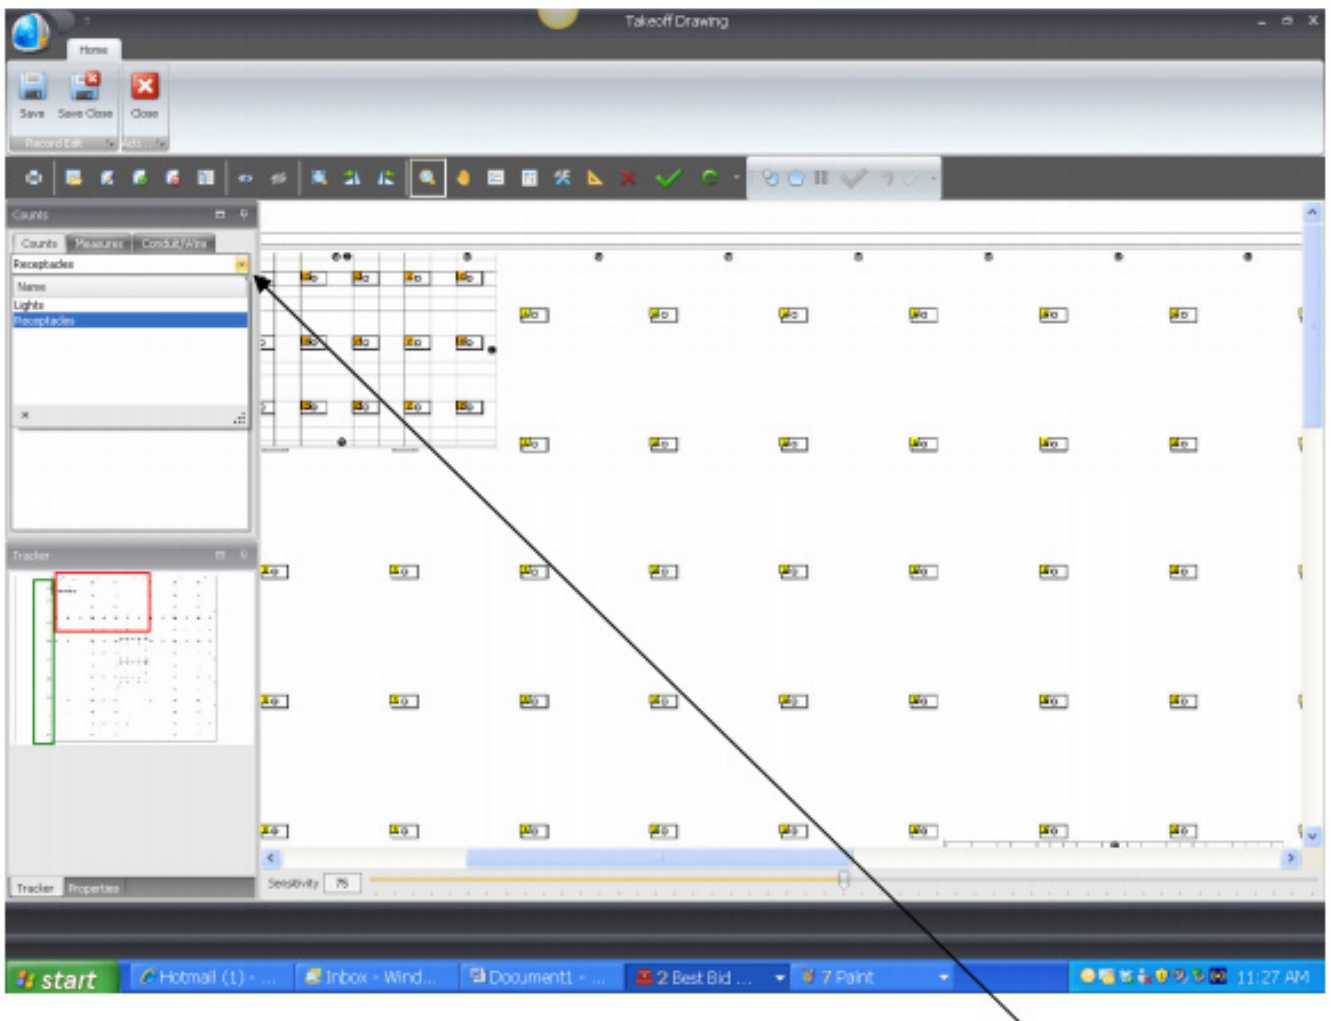 Takeoff Drawing
Home
Save Save Close Close
Record Edit Acti...
Counts
Counts Measures Conduit/Wire
Receptacles
Name
Lights
Receptacles
Tracker
Tracker Properties
Sensitivity 75
start Hotmail (1) - ... Inbox - Wind... Document1 - ... 2 Best Bid ... 7 Paint 11:27 AM